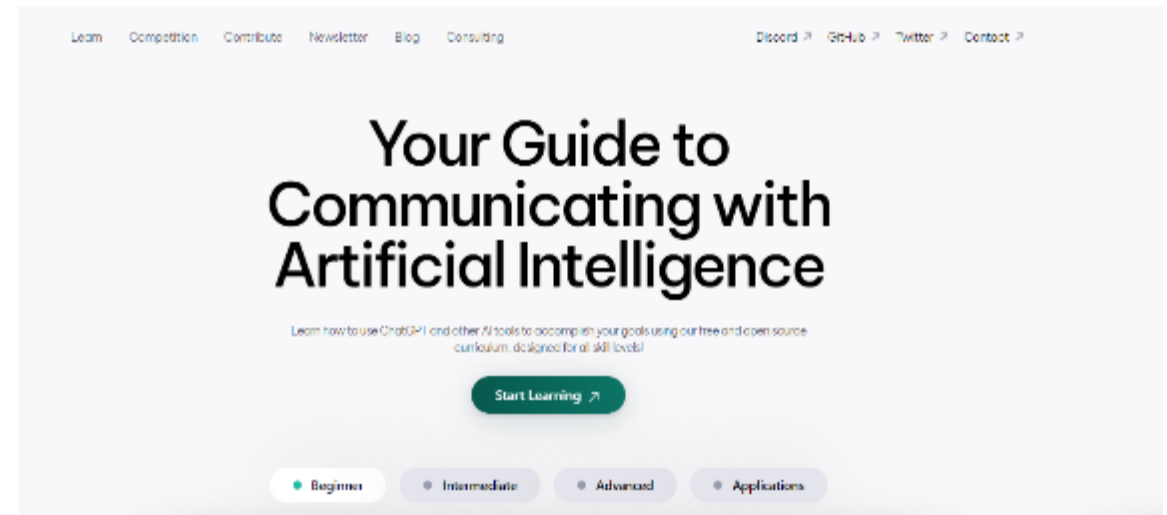 Learn Competition Contribute Newsletter Blog Consulting Discord ↗ GitHub ↗ Twitter ↗ Contact ↗
Your Guide to
Communicating with
Artificial Intelligence
Learn how to use ChatGPT and other AI tools to accomplish your goals using our free and open source
curriculum, designed for all skill levels!
Start Learning ↗
Beginner Intermediate Advanced Applications